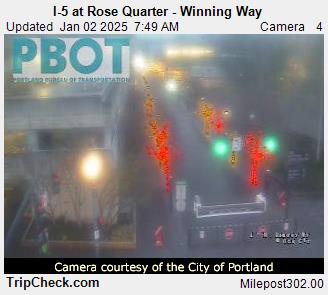 I-5 at Rose Quarter - Winning Way
Updated Jan 02 2025 7:49 AM Camera 4
PBOT
PORTLAND BUREAU OF TRANSPORTATION
Camera courtesy of the City of Portland
TripCheck.com Milepost302.00